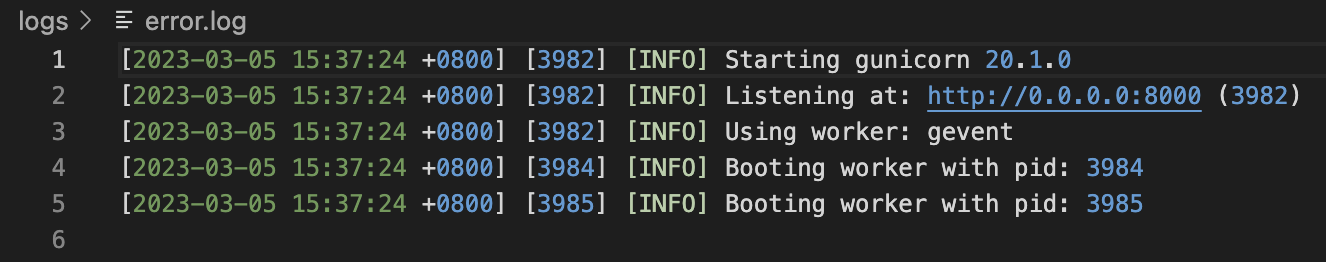 logs > error.log
1 [2023-03-05 15:37:24 +0800] [3982] [INFO] Starting gunicorn 20.1.0
2 [2023-03-05 15:37:24 +0800] [3982] [INFO] Listening at: http://0.0.0.0:8000 (3982)
3 [2023-03-05 15:37:24 +0800] [3982] [INFO] Using worker: gevent
4 [2023-03-05 15:37:24 +0800] [3984] [INFO] Booting worker with pid: 3984
5 [2023-03-05 15:37:24 +0800] [3985] [INFO] Booting worker with pid: 3985
6